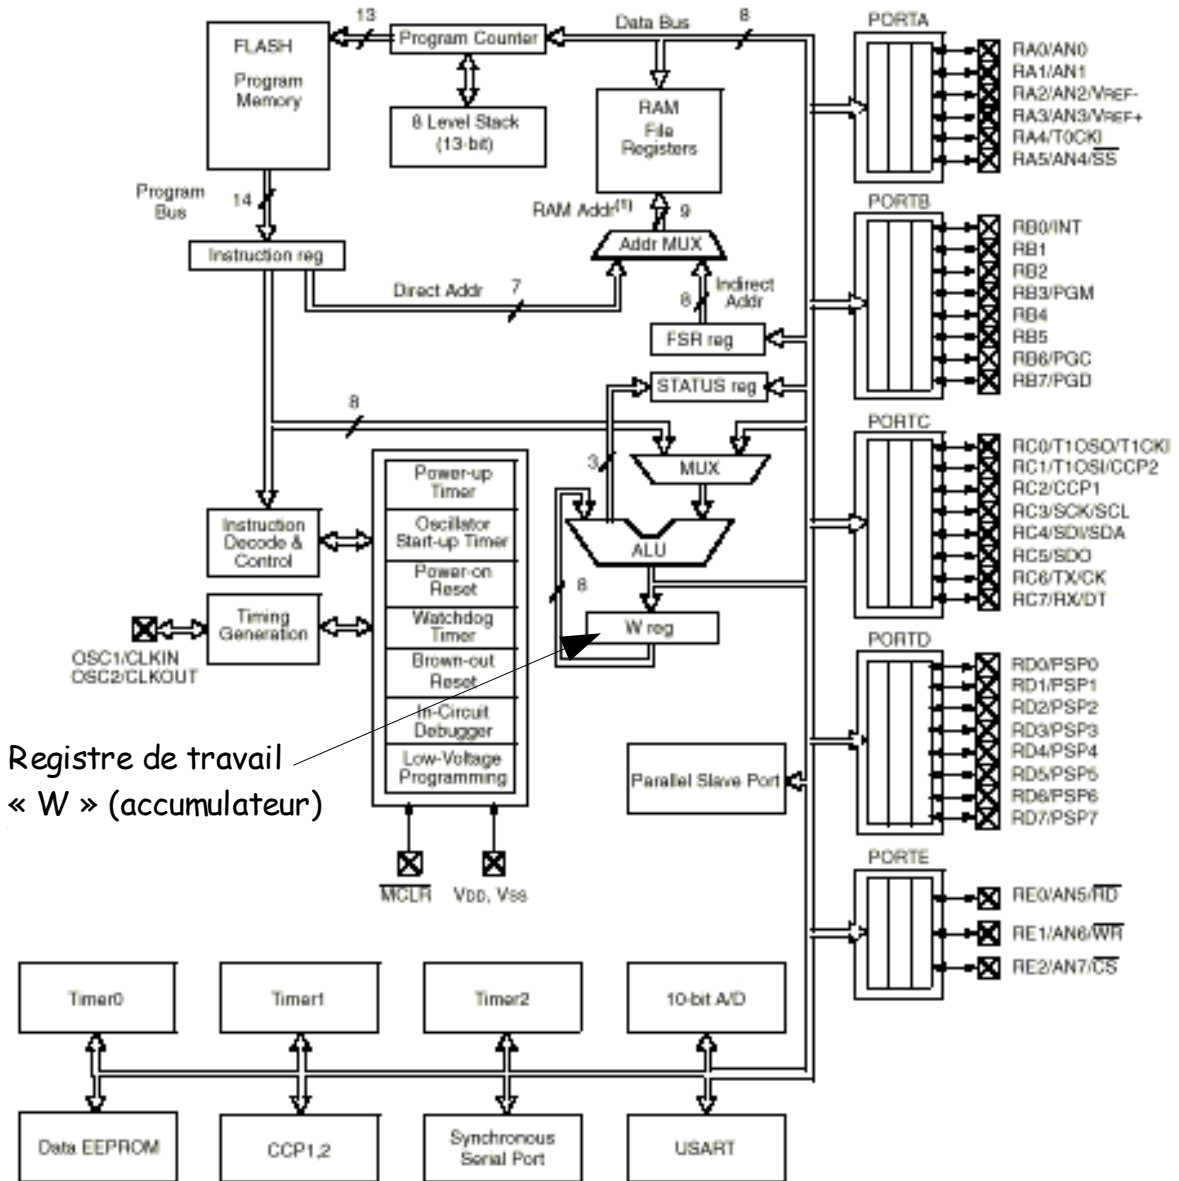 13
FLASH
Program
Memory
Program Counter
Data Bus
8
8 Level Stack
(13-bit)
RAM
File
Registers
Program
Bus
14
RAM Addr(1)
9
Addr MUX
Instruction reg
Direct Addr
7
Indirect
Addr
8
FSR reg
STATUS reg
8
3
MUX
ALU
8
W reg
Power-up
Timer
Oscillator
Start-up Timer
Power-on
Reset
Watchdog
Timer
Brown-out
Reset
In-Circuit
Debugger
Low-Voltage
Programming
Instruction
Decode &
Control
Timing
Generation
OSC1/CLKIN
OSC2/CLKOUT
Registre de travail
« W » (accumulateur)
MCLR
VDD, VSS
Parallel Slave Port
PORTA
RA0/AN0
RA1/AN1
RA2/AN2/VREF-
RA3/AN3/VREF+
RA4/T0CKI
RA5/AN4/SS
PORTB
RB0/INT
RB1
RB2
RB3/PGM
RB4
RB5
RB6/PGC
RB7/PGD
PORTC
RC0/T1OSO/T1CKI
RC1/T1OSI/CCP2
RC2/CCP1
RC3/SCK/SCL
RC4/SDI/SDA
RC5/SDO
RC6/TX/CK
RC7/RX/DT
PORTD
RD0/PSP0
RD1/PSP1
RD2/PSP2
RD3/PSP3
RD4/PSP4
RD5/PSP5
RD6/PSP6
RD7/PSP7
PORTE
RE0/AN5/RD
RE1/AN6/WR
RE2/AN7/CS
Timer0
Timer1
Timer2
10-bit A/D
Data EEPROM
CCP1,2
Synchronous
Serial Port
USART